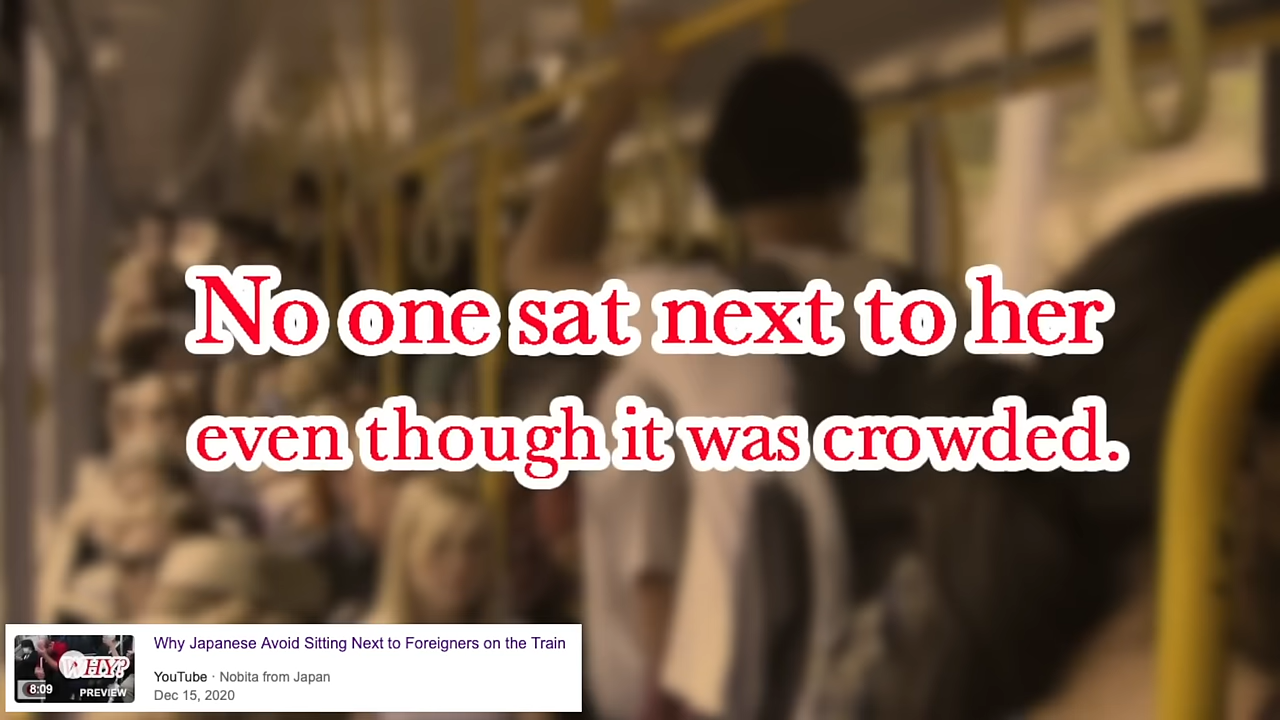 No one sat next to her
even though it was crowded.
Why Japanese Avoid Sitting Next to Foreigners on the Train
WHY?
8:09
PREVIEW
YouTube · Nobita from Japan
Dec 15, 2020